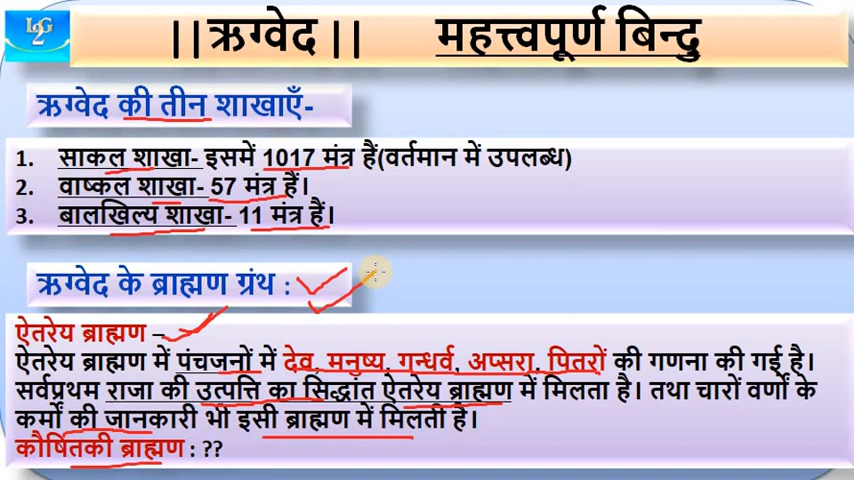 LG
2
||ऋग्वेद || महत्त्वपूर्ण बिन्दु
ऋग्वेद की तीन शाखाएँ-
1. साकल शाखा- इसमें 1017 मंत्र हैं(वर्तमान में उपलब्ध)
2. वाष्कल शाखा- 57 मंत्र हैं।
3. बालखिल्य शाखा- 11 मंत्र हैं।
ऋग्वेद के ब्राह्मण ग्रंथ :
ऐतरेय ब्राह्मण –
ऐतरेय ब्राह्मण में पंचजनों में देव, मनुष्य, गन्धर्व, अप्सरा, पितरों की गणना की गई है।
सर्वप्रथम राजा की उत्पत्ति का सिद्धांत ऐतरेय ब्राह्मण में मिलता है। तथा चारों वर्णों के
कर्मों की जानकारी भी इसी ब्राह्मण में मिलती है।
कौषितकी ब्राह्मण : ??